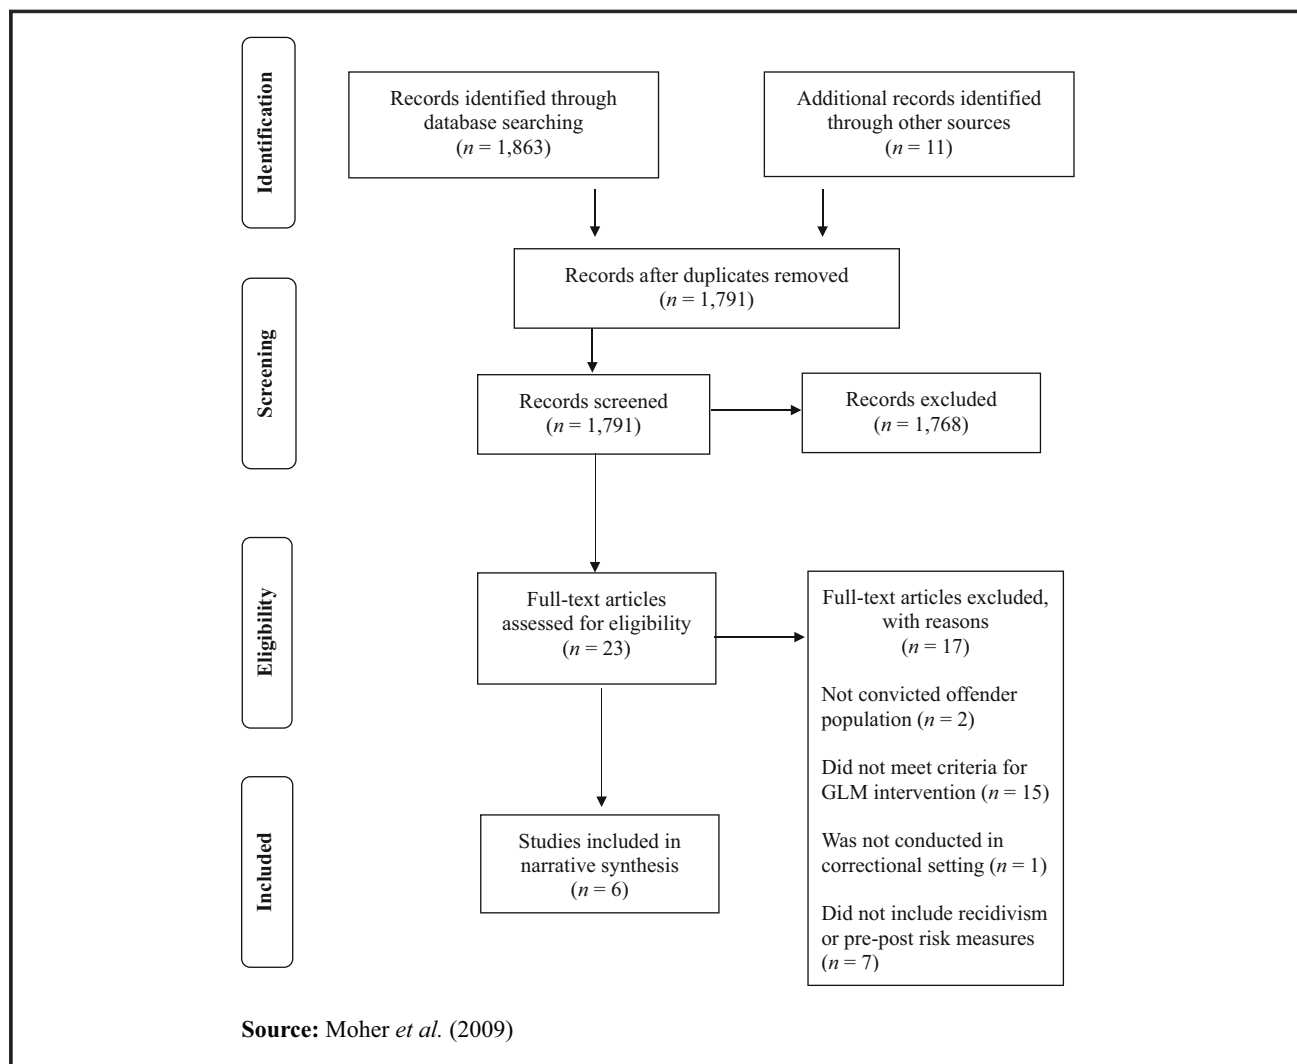 Identification
Records identified through
database searching
(n = 1,863)
Additional records identified
through other sources
(n = 11)
Records after duplicates removed
(n = 1,791)
Screening
Records screened
(n = 1,791)
Records excluded
(n = 1,768)
Eligibility
Full-text articles
assessed for eligibility
(n = 23)
Full-text articles excluded,
with reasons
(n = 17)
Not convicted offender
population (n = 2)
Did not meet criteria for
GLM intervention (n = 15)
Was not conducted in
correctional setting (n = 1)
Did not include recidivism
or pre-post risk measures
(n = 7)
Included
Studies included in
narrative synthesis
(n = 6)
Source: Moher et al. (2009)